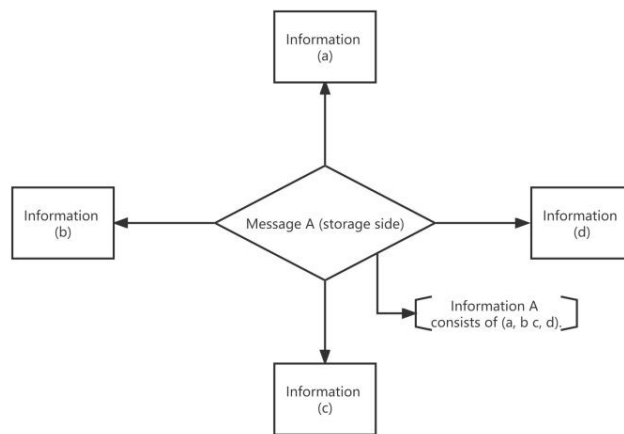 Information
(a)
Information
(b)
Message A (storage side)
Information
(d)
Information A
consists of (a, b c, d).
Information
(c)